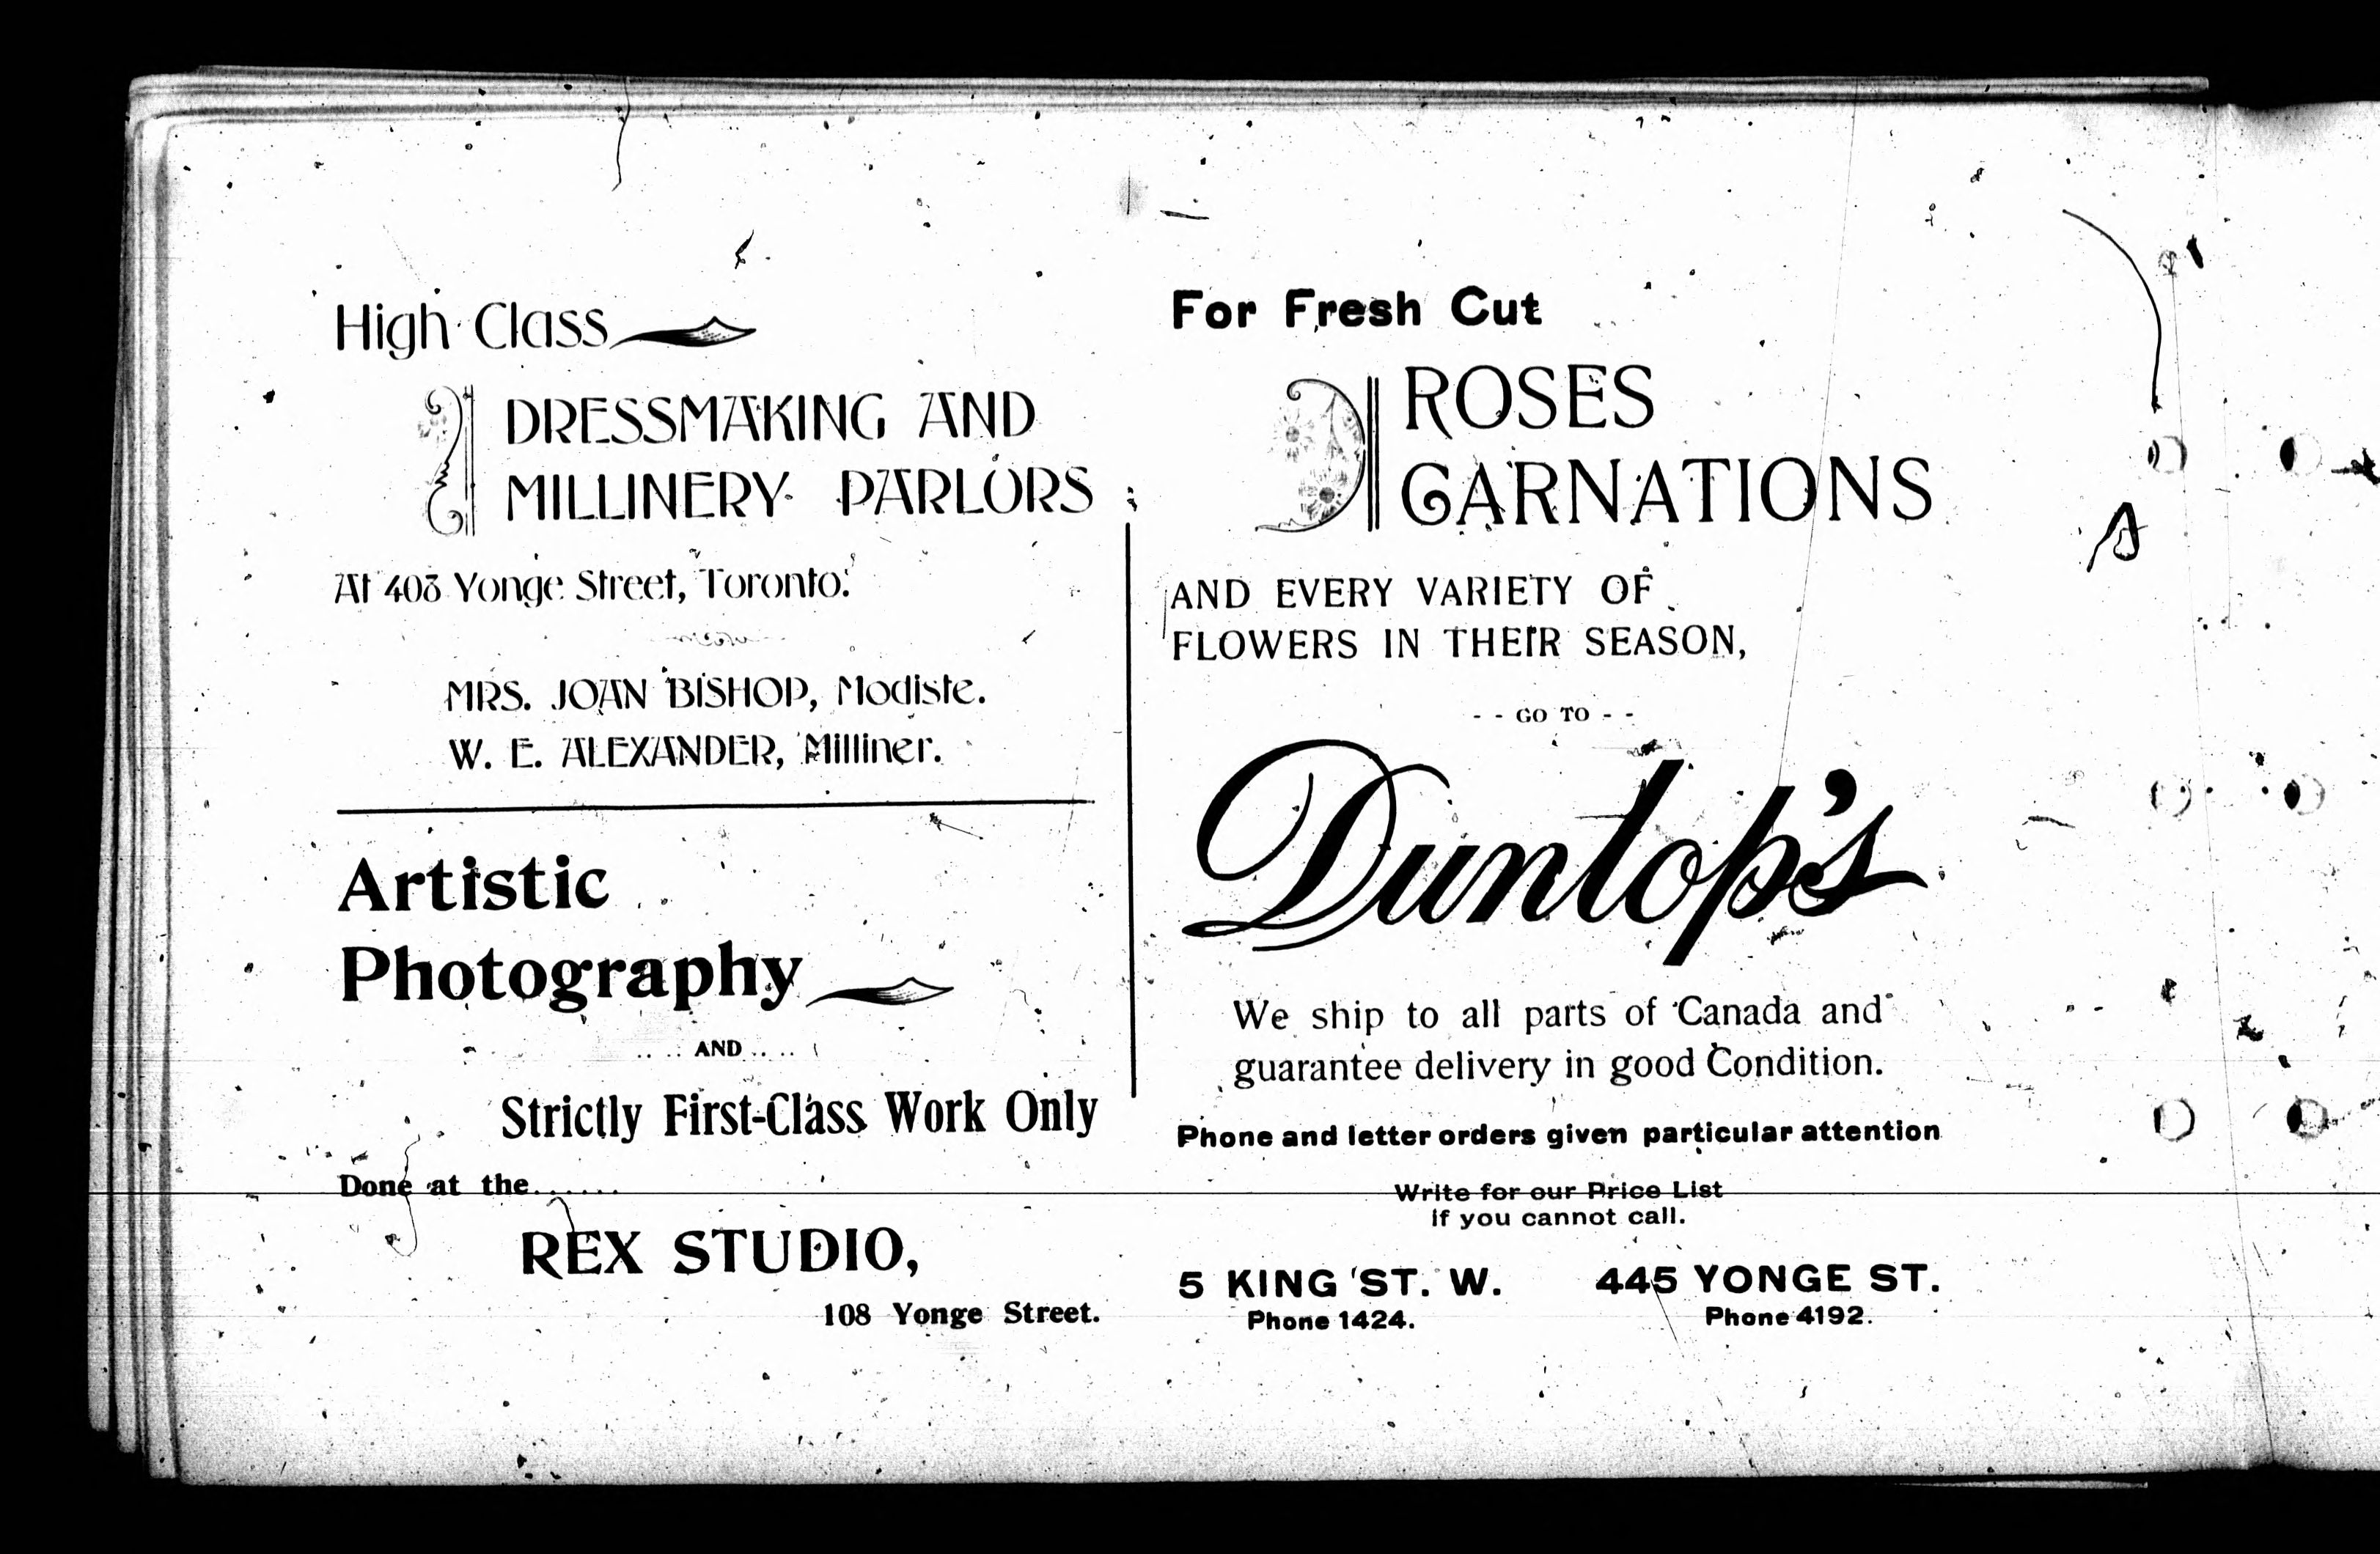 High Class
DRESSMAKING AND
MILLINERY PARLORS
At 403 Yonge Street, Toronto.
MRS. JOAN BISHOP, Modiste.
W. E. ALEXANDER, Milliner.
Artistic
Photography
.... AND ....
Strictly First-Class Work Only
Done at the......
REX STUDIO,
108 Yonge Street.
For Fresh Cut
ROSES
CARNATIONS
AND EVERY VARIETY OF
FLOWERS IN THEIR SEASON,
- - GO TO - -
Dunlop's
We ship to all parts of Canada and
guarantee delivery in good Condition.
Phone and letter orders given particular attention
Write for our Price List
if you cannot call.
5 KING ST. W. 445 YONGE ST.
Phone 1424. Phone 4192.